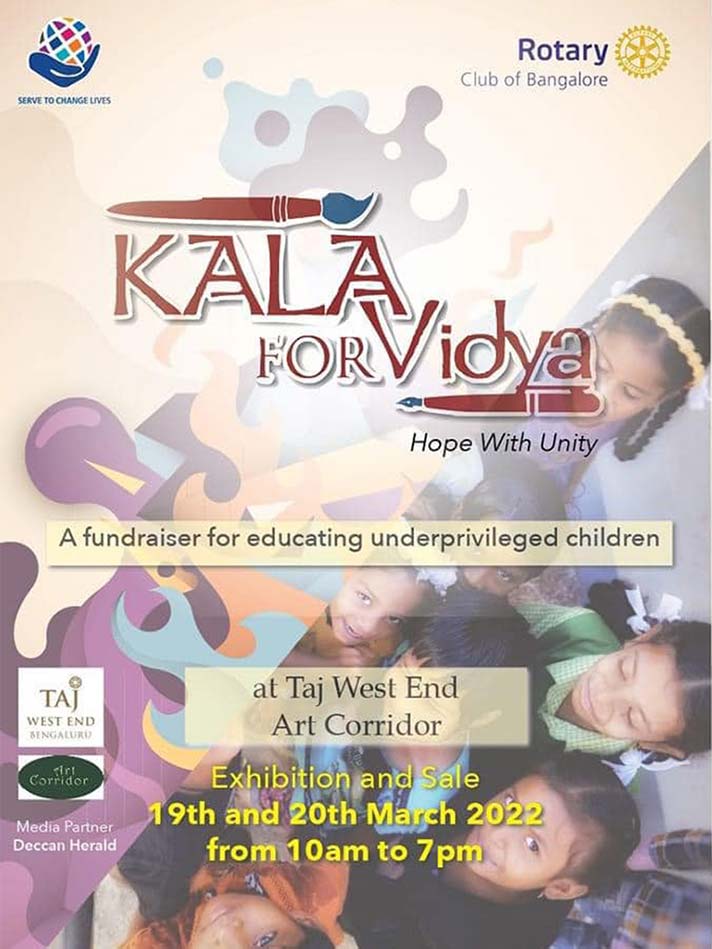 SERVE TO CHANGE LIVES
Rotary
Club of Bangalore
KALA
FOR Vidya
Hope With Unity
A fundraiser for educating underprivileged children
at Taj West End
Art Corridor
TAJ
WEST END
BENGALURU
Art
Corridor
Media Partner
Deccan Herald
Exhibition and Sale
19th and 20th March 2022
from 10am to 7pm